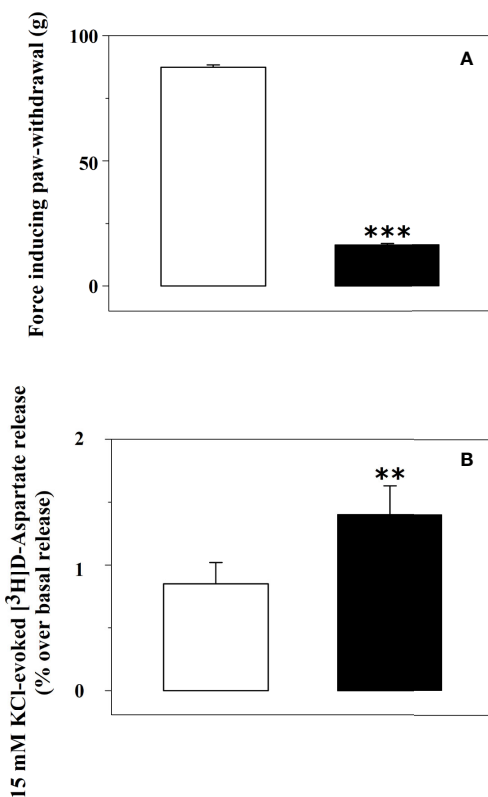 Force inducing paw-withdrawal (g)
100
50
0
A
***
15 mM KCl-evoked [³H]D-Aspartate release
(% over basal release)
2
1
0
B
**